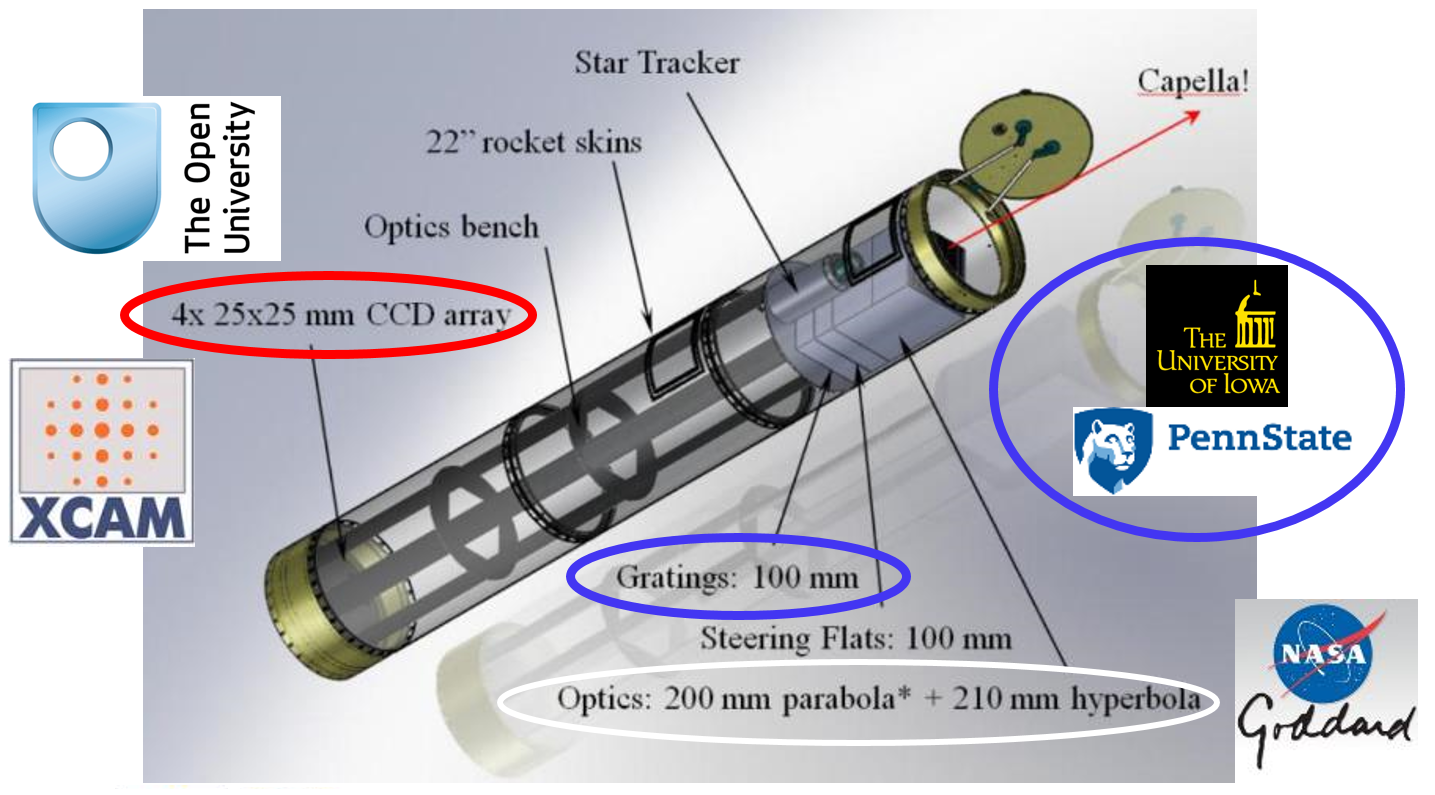 Star Tracker
Capella!
22” rocket skins
The Open
University
Optics bench
4x 25x25 mm CCD array
THE
UNIVERSITY
OF IOWA
PennState
XCAM
Gratings: 100 mm
Steering Flats: 100 mm
NASA
Goddard
Optics: 200 mm parabola* + 210 mm hyperbola